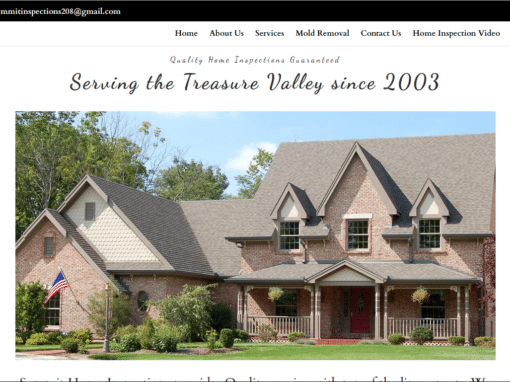 mmitinspections208@gmail.com
Home About Us Services Mold Removal Contact Us Home Inspection Video
Quality Home Inspections Guaranteed
Serving the Treasure Valley since 2003